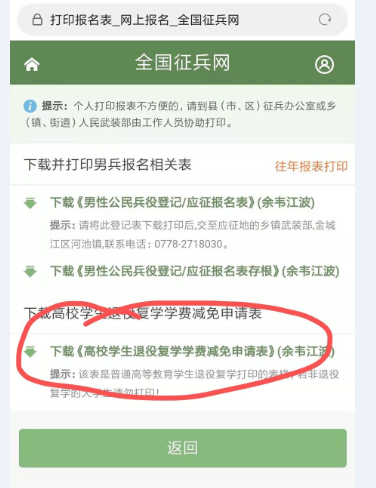 打印报名表_网上报名_全国征兵网
全国征兵网
提示：个人打印报表不方便的，请到县（市、区）征兵办公室或乡
（镇、街道）人民武装部由工作人员协助打印。
下载并打印男兵报名相关表
往年报表打印
下载《男性公民兵役登记/应征报名表》(余韦江波)
提示：请将此登记表下载打印后,交至应征地的乡镇武装部,金城
江区河池镇,联系电话：0778-2718030。
下载《男性公民兵役登记/应征报名表存根》(余韦江波)
下载高校学生退役复学学费减免申请表
下载《高校学生退役复学学费减免申请表》(余韦江波)
提示：该表是普通高等教育学生退役复学打印的表格，若非退役
复学的大学生请勿打印！
返回